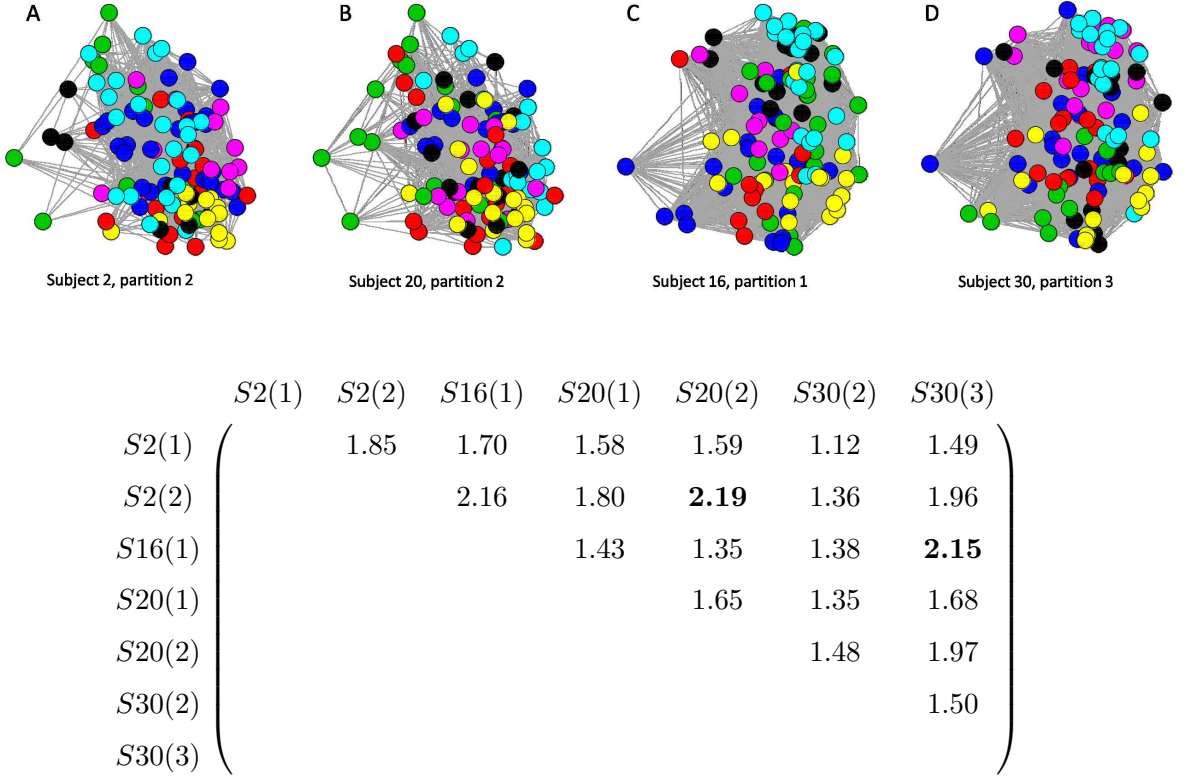 A B C D
Subject 2, partition 2 Subject 20, partition 2 Subject 16, partition 1 Subject 30, partition 3
S2(1) S2(2) S16(1) S20(1) S20(2) S30(2) S30(3)
S2(1) 1.85 1.70 1.58 1.59 1.12 1.49
S2(2) 2.16 1.80 2.19 1.36 1.96
S16(1) 1.43 1.35 1.38 2.15
S20(1) 1.65 1.35 1.68
S20(2) 1.48 1.97
S30(2) 1.50
S30(3)